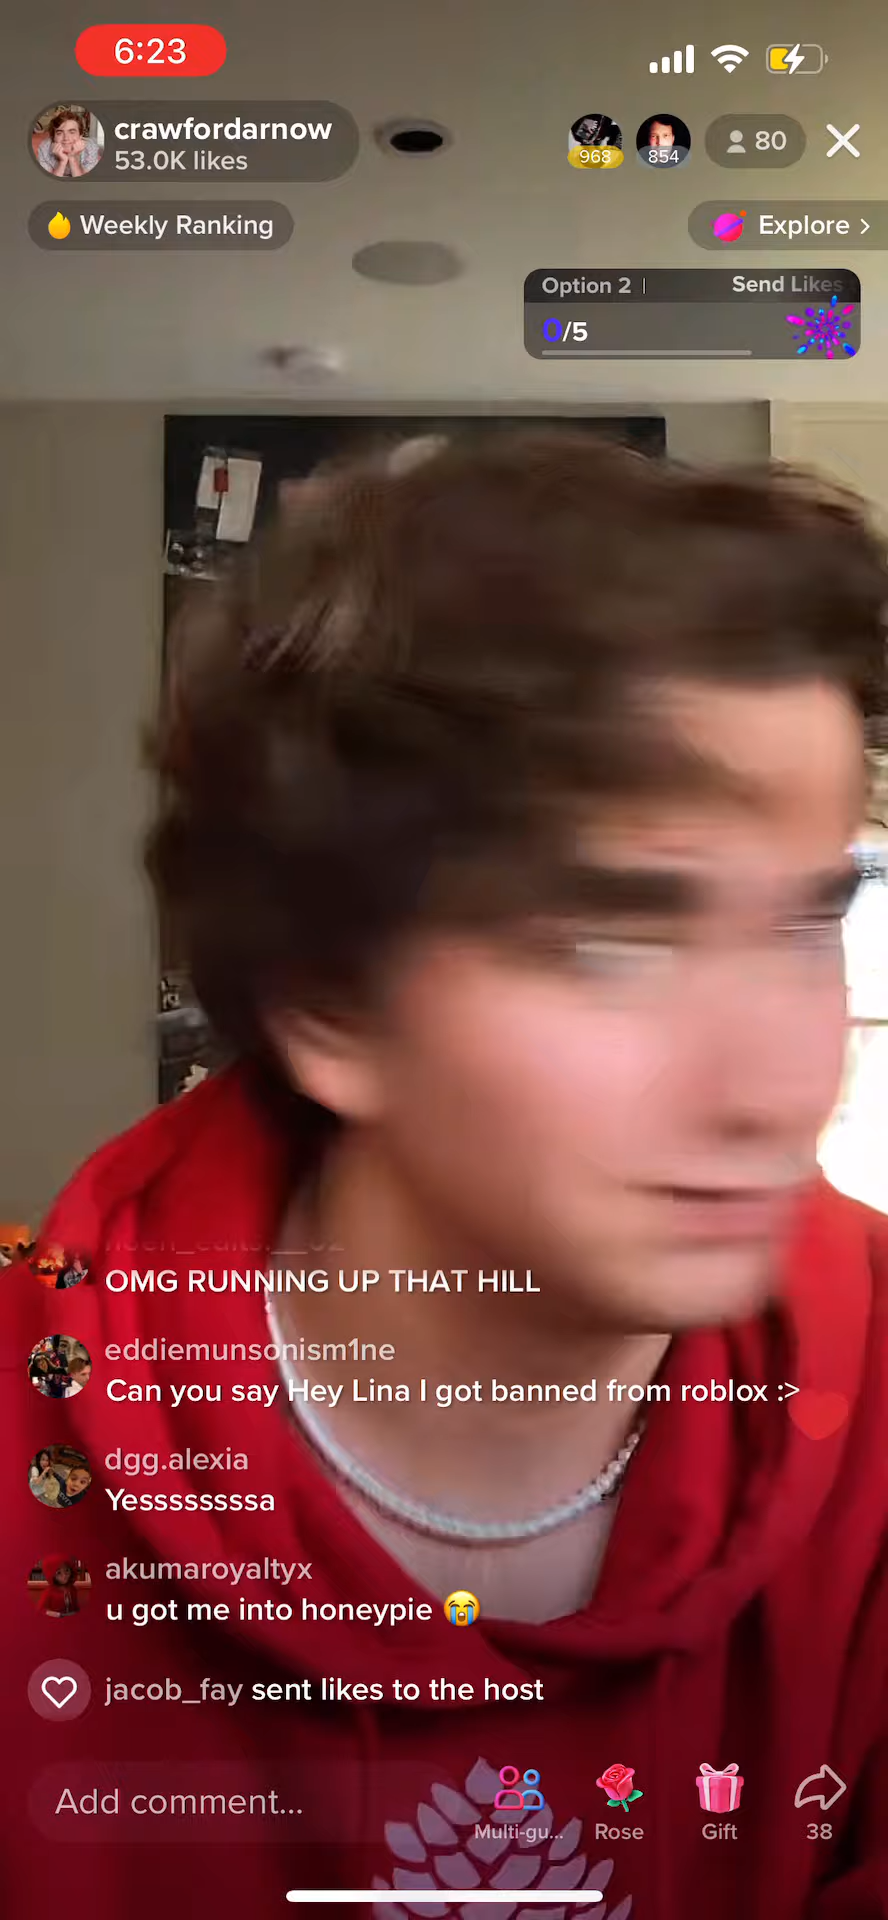 6:23
crawfordarnow
53.0K likes
968
854
80
Weekly Ranking
Explore >
Option 2 | Send Likes
0/5
OMG RUNNING UP THAT HILL
eddiemunsonism1ne
Can you say Hey Lina I got banned from roblox :>
dgg.alexia
Yesssssssssa
akumaroyaltyx
u got me into honeypie 😭
jacob_fay sent likes to the host
Add comment...
Multi-gu...
Rose
Gift
38